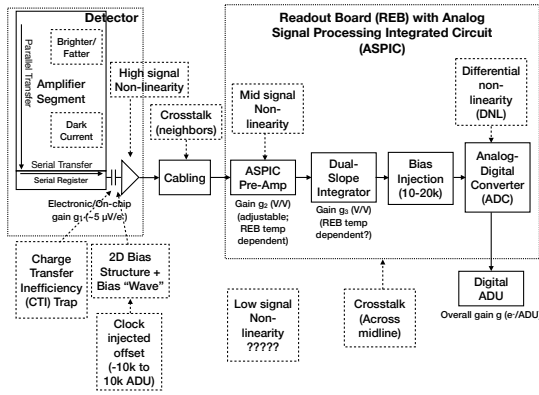 Detector
Parallel Transfer
Brighter/
Fatter
Amplifier
Segment
Dark
Current
Serial Transfer
Serial Register
Electronic/On-chip
gain g1 (~5 µV/e-)
High signal
Non-linearity
Crosstalk
(neighbors)
Cabling
Readout Board (REB) with Analog
Signal Processing Integrated Circuit
(ASPIC)
Mid signal
Non-
linearity
ASPIC
Pre-Amp
Gain g2 (V/V)
(adjustable;
REB temp
dependent)
Dual-
Slope
Integrator
Gain g3 (V/V)
(REB temp
dependent?)
Bias
Injection
(10-20k)
Differential
non-
linearity
(DNL)
Analog-
Digital
Converter
(ADC)
Digital
ADU
Overall gain g (e-/ADU
Charge
Transfer
Inefficiency
(CTI) Trap
2D Bias
Structure +
Bias “Wave”
Clock
injected
offset
(-10k to
10k ADU)
Low signal
Non-
linearity
?????
Crosstalk
(Across
midline)